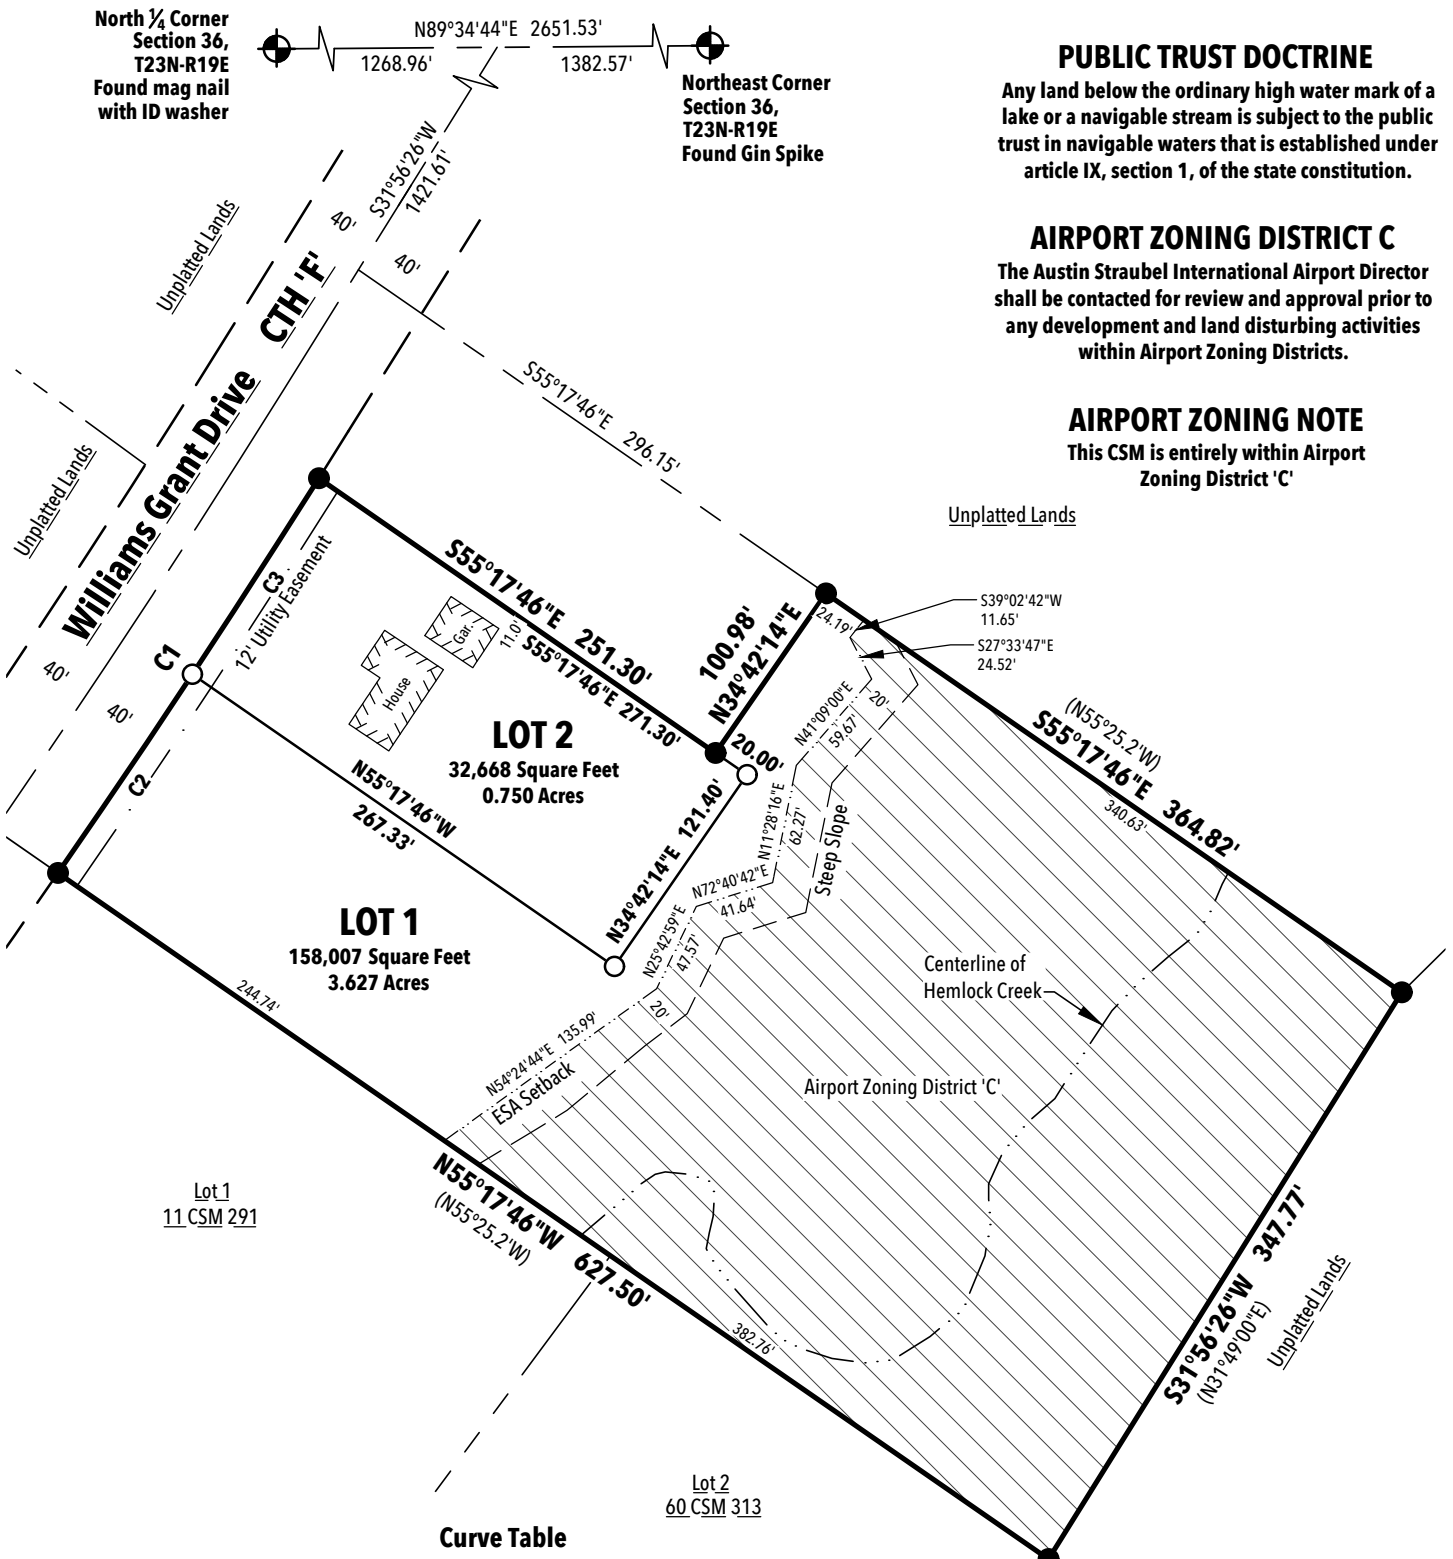 North ¼ Corner
Section 36,
T23N-R19E
Found mag nail
with ID washer
N89°34'44"E 2651.53'
1268.96'
1382.57'
Northeast Corner
Section 36,
T23N-R19E
Found Gin Spike
PUBLIC TRUST DOCTRINE
Any land below the ordinary high water mark of a
lake or a navigable stream is subject to the public
trust in navigable waters that is established under
article IX, section 1, of the state constitution.
AIRPORT ZONING DISTRICT C
The Austin Straubel International Airport Director
shall be contacted for review and approval prior to
any development and land disturbing activities
within Airport Zoning Districts.
AIRPORT ZONING NOTE
This CSM is entirely within Airport
Zoning District 'C'
S31°56'26"W
1421.61'
40'
40'
Unplatted Lands
Williams Grant Drive CTH 'F'
Unplatted Lands
40'
40'
S55°17'46"E 296.15'
Unplatted Lands
C3
12' Utility Easement
C1
C2
S55°17'46"E 251.30'
S55°17'46"E 271.30'
Gar.
11.0'
House
100.98'
N34°42'14"E
24.19'
S39°02'42"W
11.65'
S27°33'47"E
24.52'
20.00'
LOT 2
32,668 Square Feet
0.750 Acres
N55°17'46"W
267.33'
N34°42'14"E 121.40'
N41°09'00"E
59.67'
20'
N11°28'16"E
62.27'
Steep Slope
N72°40'42"E
41.64'
N25°42'59"E
47.57'
20'
N54°24'44"E 135.99'
ESA Setback
(N55°25.2'W)
S55°17'46"E 364.82'
340.63'
LOT 1
158,007 Square Feet
3.627 Acres
244.74'
Centerline of
Hemlock Creek
Airport Zoning District 'C'
N55°17'46"W 627.50'
(N55°25.2'W)
382.76'
S31°56'26"W 347.77'
(N31°49'00"E)
Unplatted Lands
Lot 1
11 CSM 291
Lot 2
60 CSM 313
Curve Table